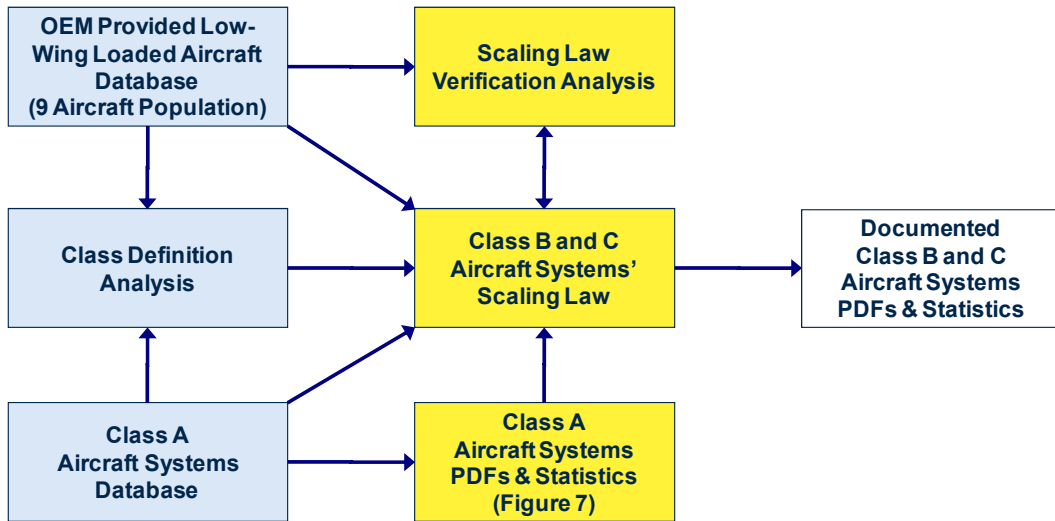 OEM Provided Low-
Wing Loaded Aircraft
Database
(9 Aircraft Population)
Scaling Law
Verification Analysis
Class Definition
Analysis
Class B and C
Aircraft Systems’
Scaling Law
Documented
Class B and C
Aircraft Systems
PDFs & Statistics
Class A
Aircraft Systems
Database
Class A
Aircraft Systems
PDFs & Statistics
(Figure 7)